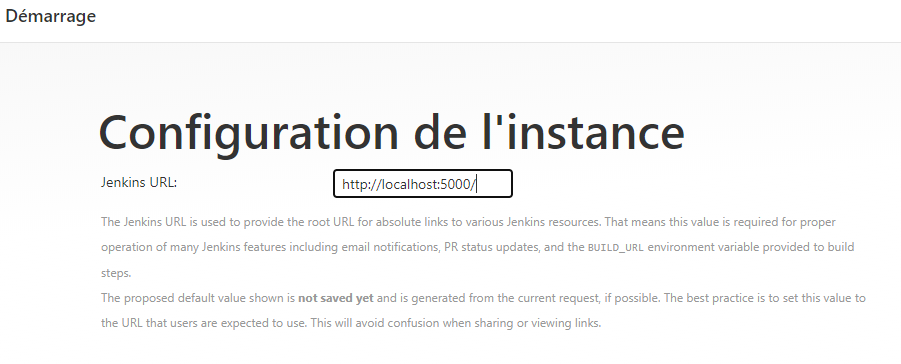 Démarrage
Configuration de l'instance
Jenkins URL: http://localhost:5000/
The Jenkins URL is used to provide the root URL for absolute links to various Jenkins resources. That means this value is required for proper
operation of many Jenkins features including email notifications, PR status updates, and the BUILD_URL environment variable provided to build
steps.
The proposed default value shown is not saved yet and is generated from the current request, if possible. The best practice is to set this value to
the URL that users are expected to use. This will avoid confusion when sharing or viewing links.